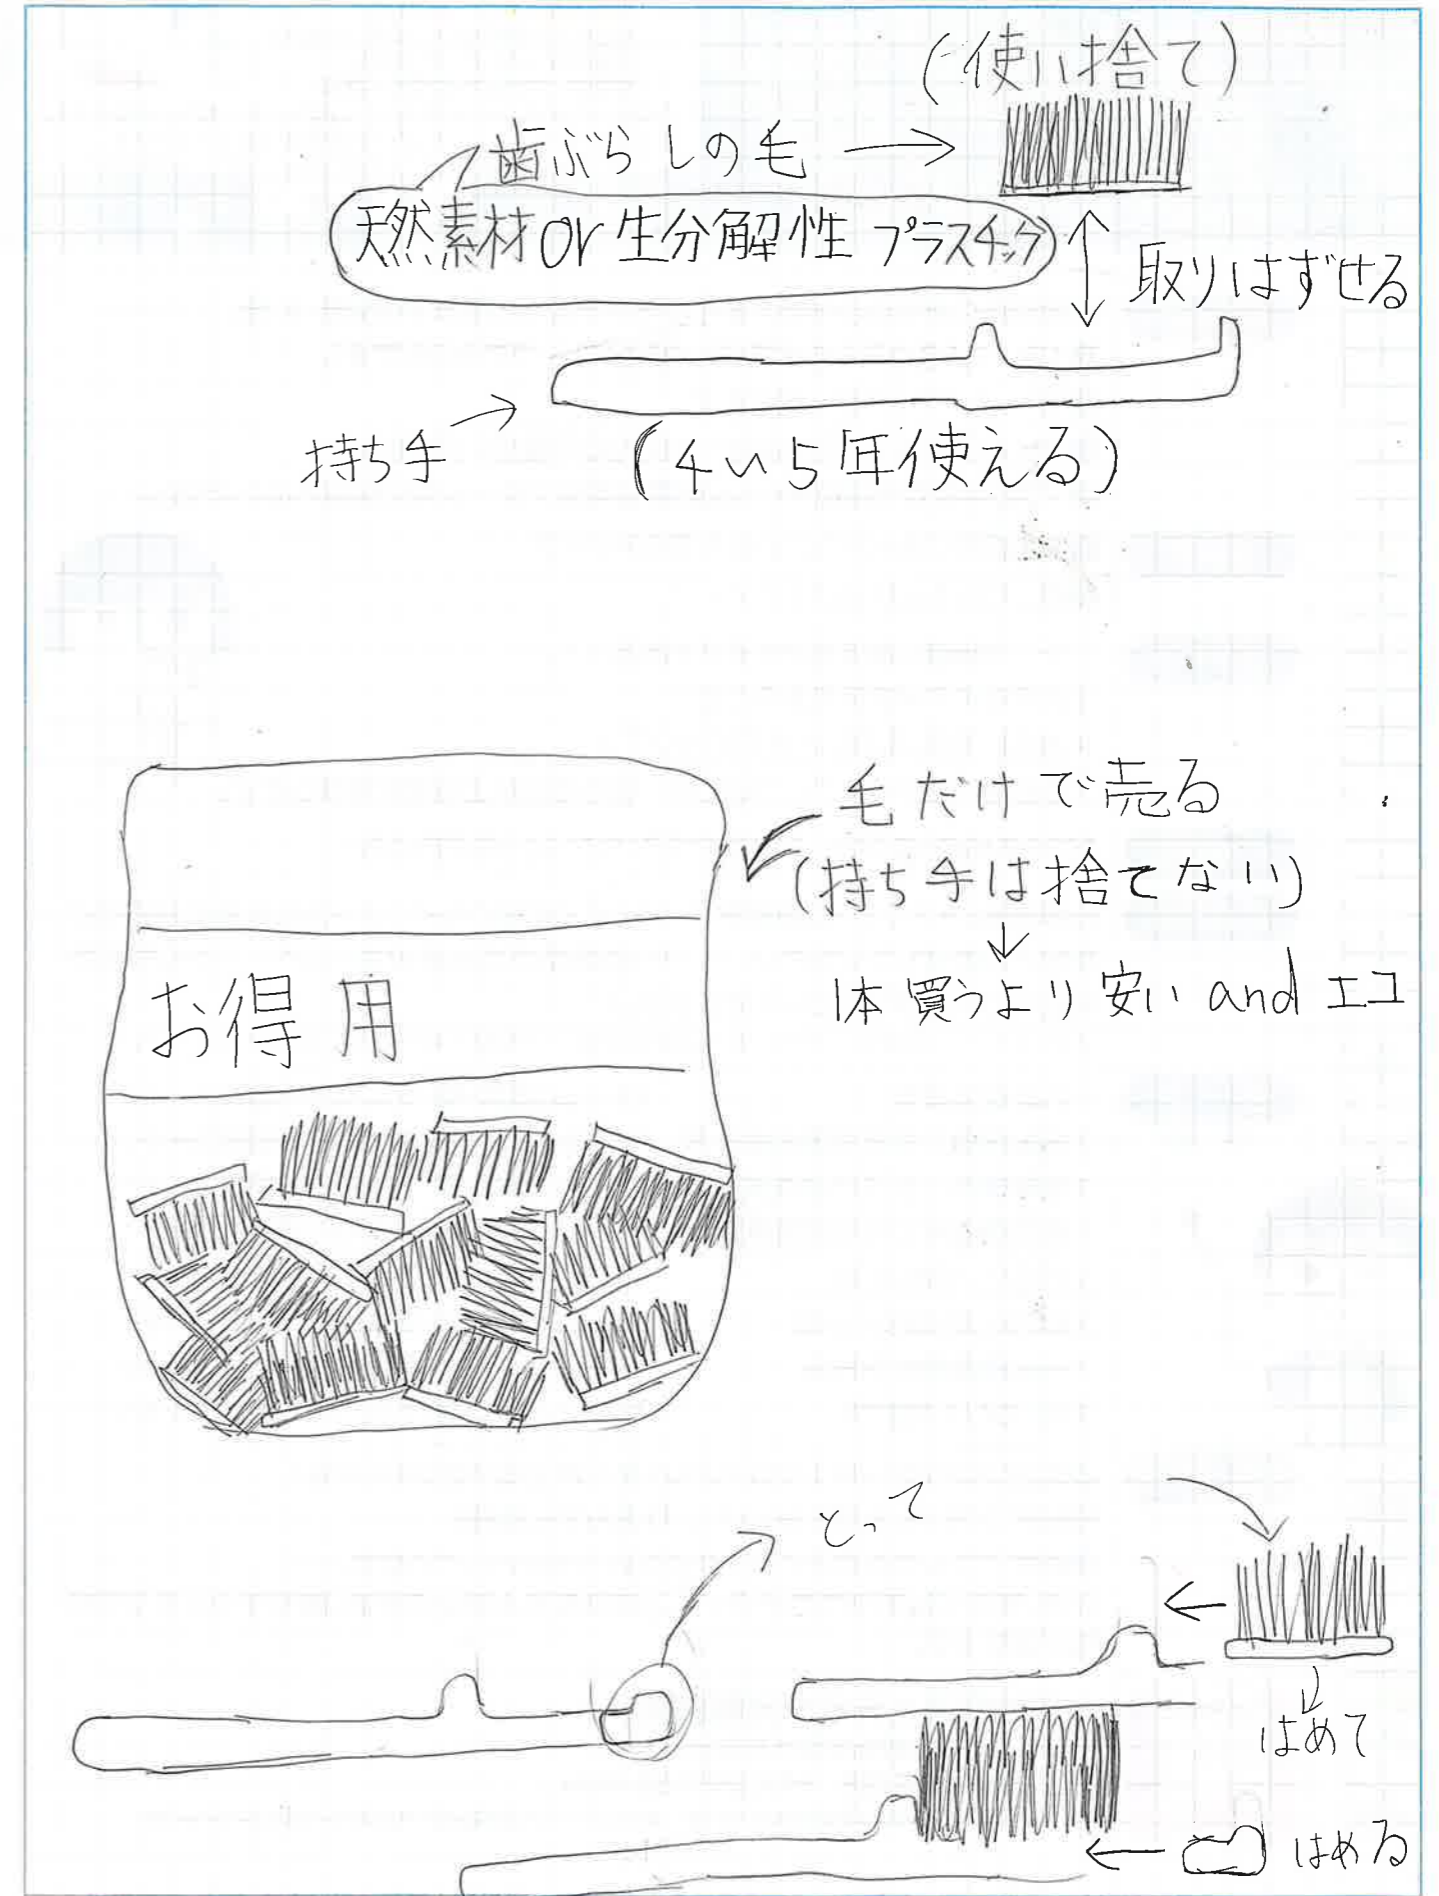 (使い捨て)
歯ぶらしの毛 →
天然素材or生分解性プラスチック
取りはずせる
持ち手
(4い5年使える)
毛だけで売る
(持ち手は捨てない)
↓
1本買うより安い and エコ
お得用
とって
はめて
はめる